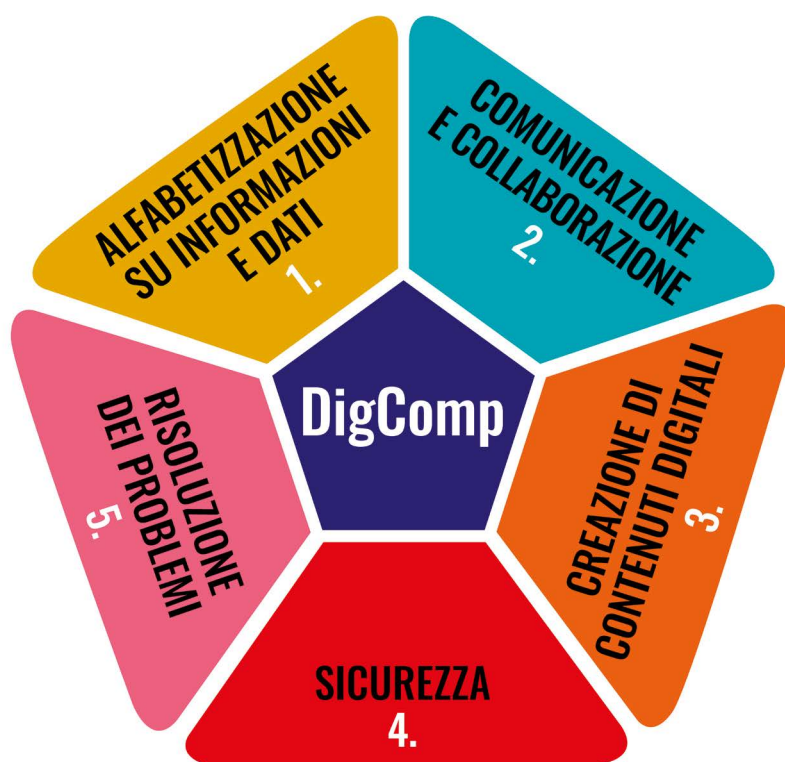 ALFABETIZZAZIONE
SU INFORMAZIONI
E DATI
1.
COMUNICAZIONE
E COLLABORAZIONE
2.
CREAZIONE DI
CONTENUTI DIGITALI
3.
SICUREZZA
4.
RISOLUZIONE
DEI PROBLEMI
5.
DigComp